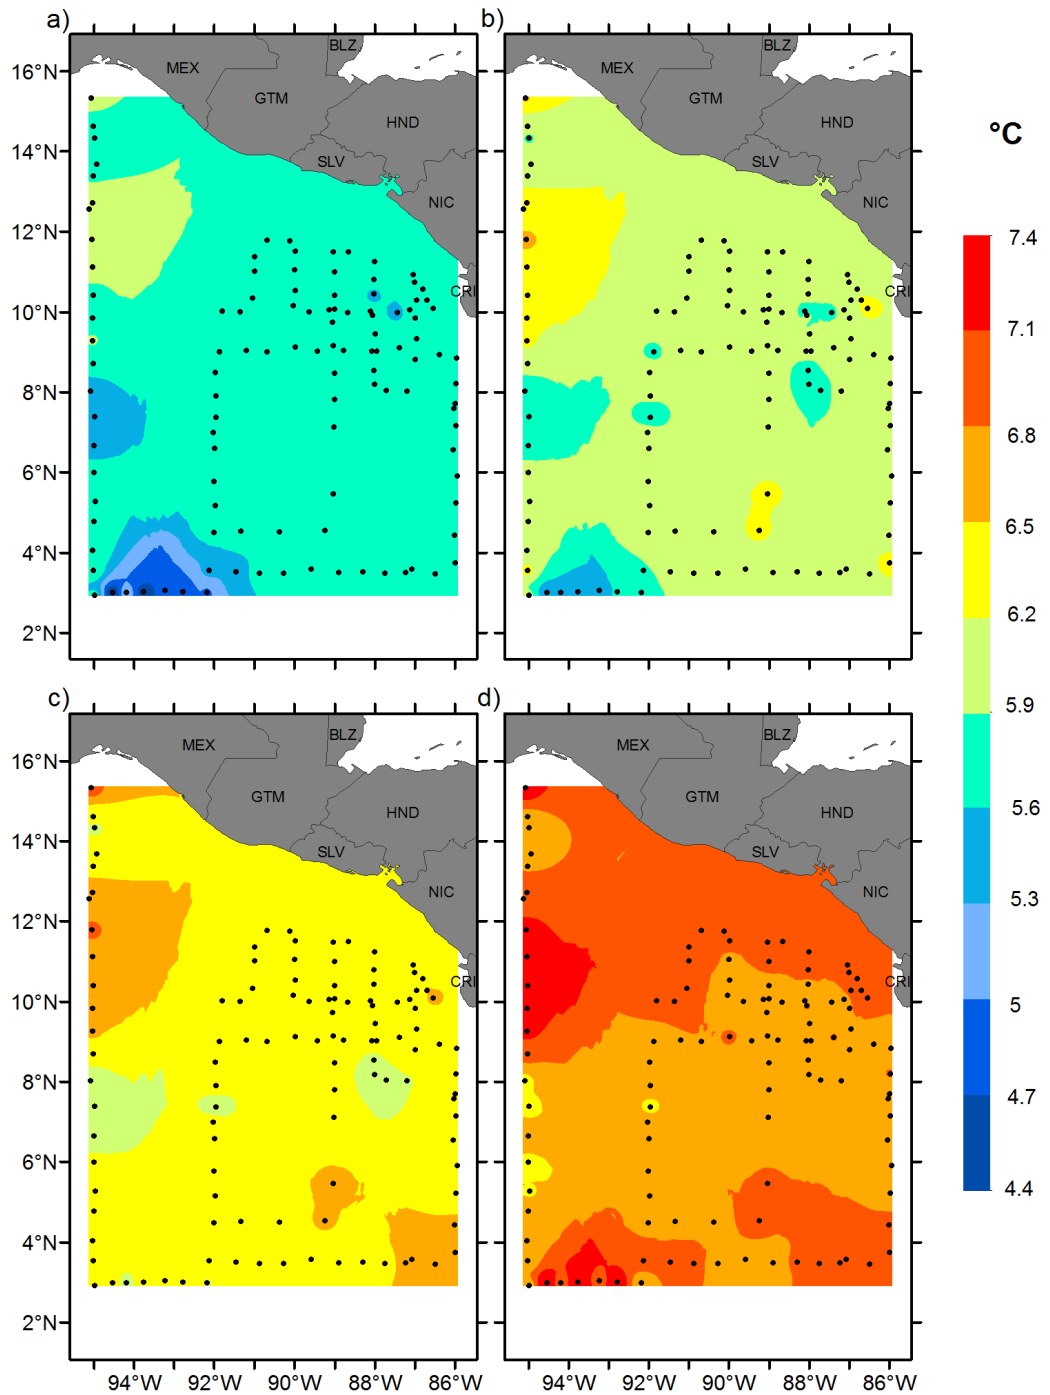 a)
b)
BLZ
BLZ
16°N
MEX
MEX
GTM
GTM
HND
HND
°C
14°N
SLV
SLV
NIC
NIC
7.4
12°N
7.1
CRI
CRI
10°N
6.8
8°N
6.5
6°N
6.2
4°N
5.9
2°N
c)
d)
5.6
BLZ
BLZ
16°N
MEX
MEX
GTM
GTM
5.3
HND
HND
14°N
SLV
SLV
NIC
NIC
5
12°N
CRI
CRI
10°N
4.7
8°N
4.4
6°N
4°N
2°N
94°W 92°W 90°W 88°W 86°W
94°W 92°W 90°W 88°W 86°W